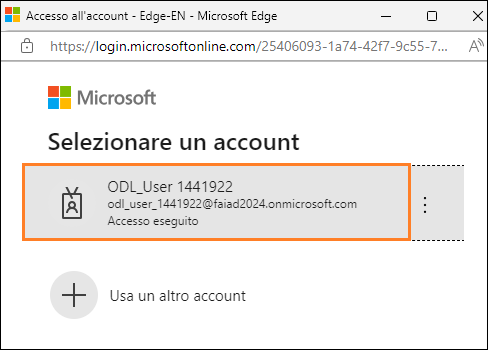 Accesso all'account - Edge-EN - Microsoft Edge
https://login.microsoftonline.com/25406093-1a74-42f7-9c55-7...
Microsoft
Selezionare un account
ODL_User 1441922
odl_user_1441922@faiad2024.onmicrosoft.com
Accesso eseguito
Usa un altro account